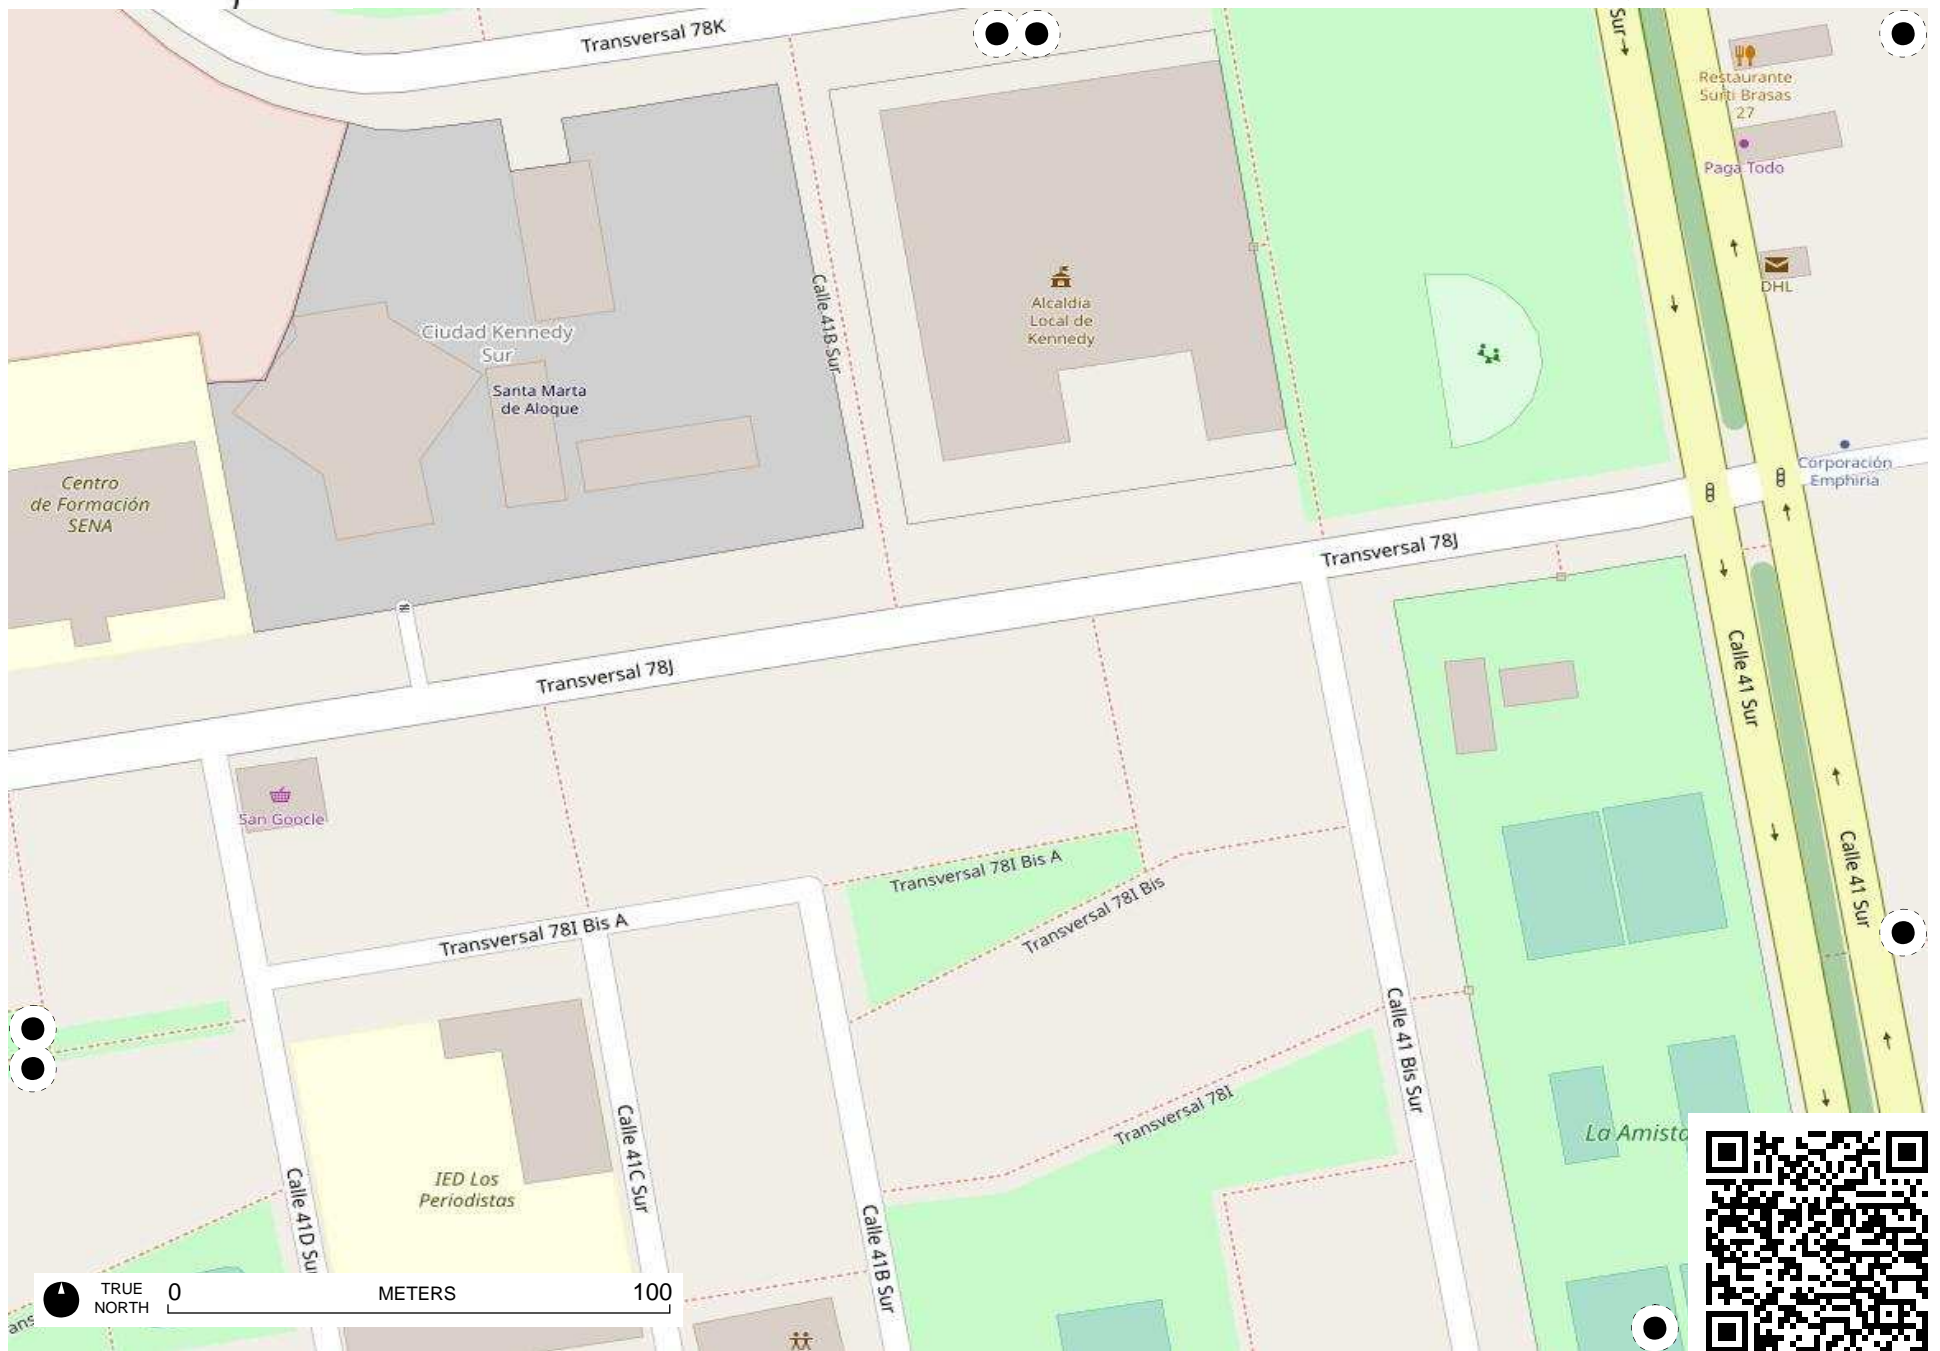 Transversal 78K
Sur
Restaurante
Surti Brasas
27
Paga Todo
DHL
Calle 41B Sur
Alcaldía
Local de
Kennedy
Ciudad Kennedy
Sur
Santa Marta
de Aloque
Centro
de Formación
SENA
Corporación
Emphiria
Transversal 78J
Transversal 78J
Calle 41 Sur
San Goocle
Transversal 78I Bis A
Transversal 78I Bis
Calle 41 Sur
Transversal 78I Bis A
Calle 41 Bis Sur
Transversal 78I
La Amista
IED Los
Periodistas
Calle 41C Sur
Calle 41D Su
Calle 41B Sur
TRUE
NORTH
0 METERS 100